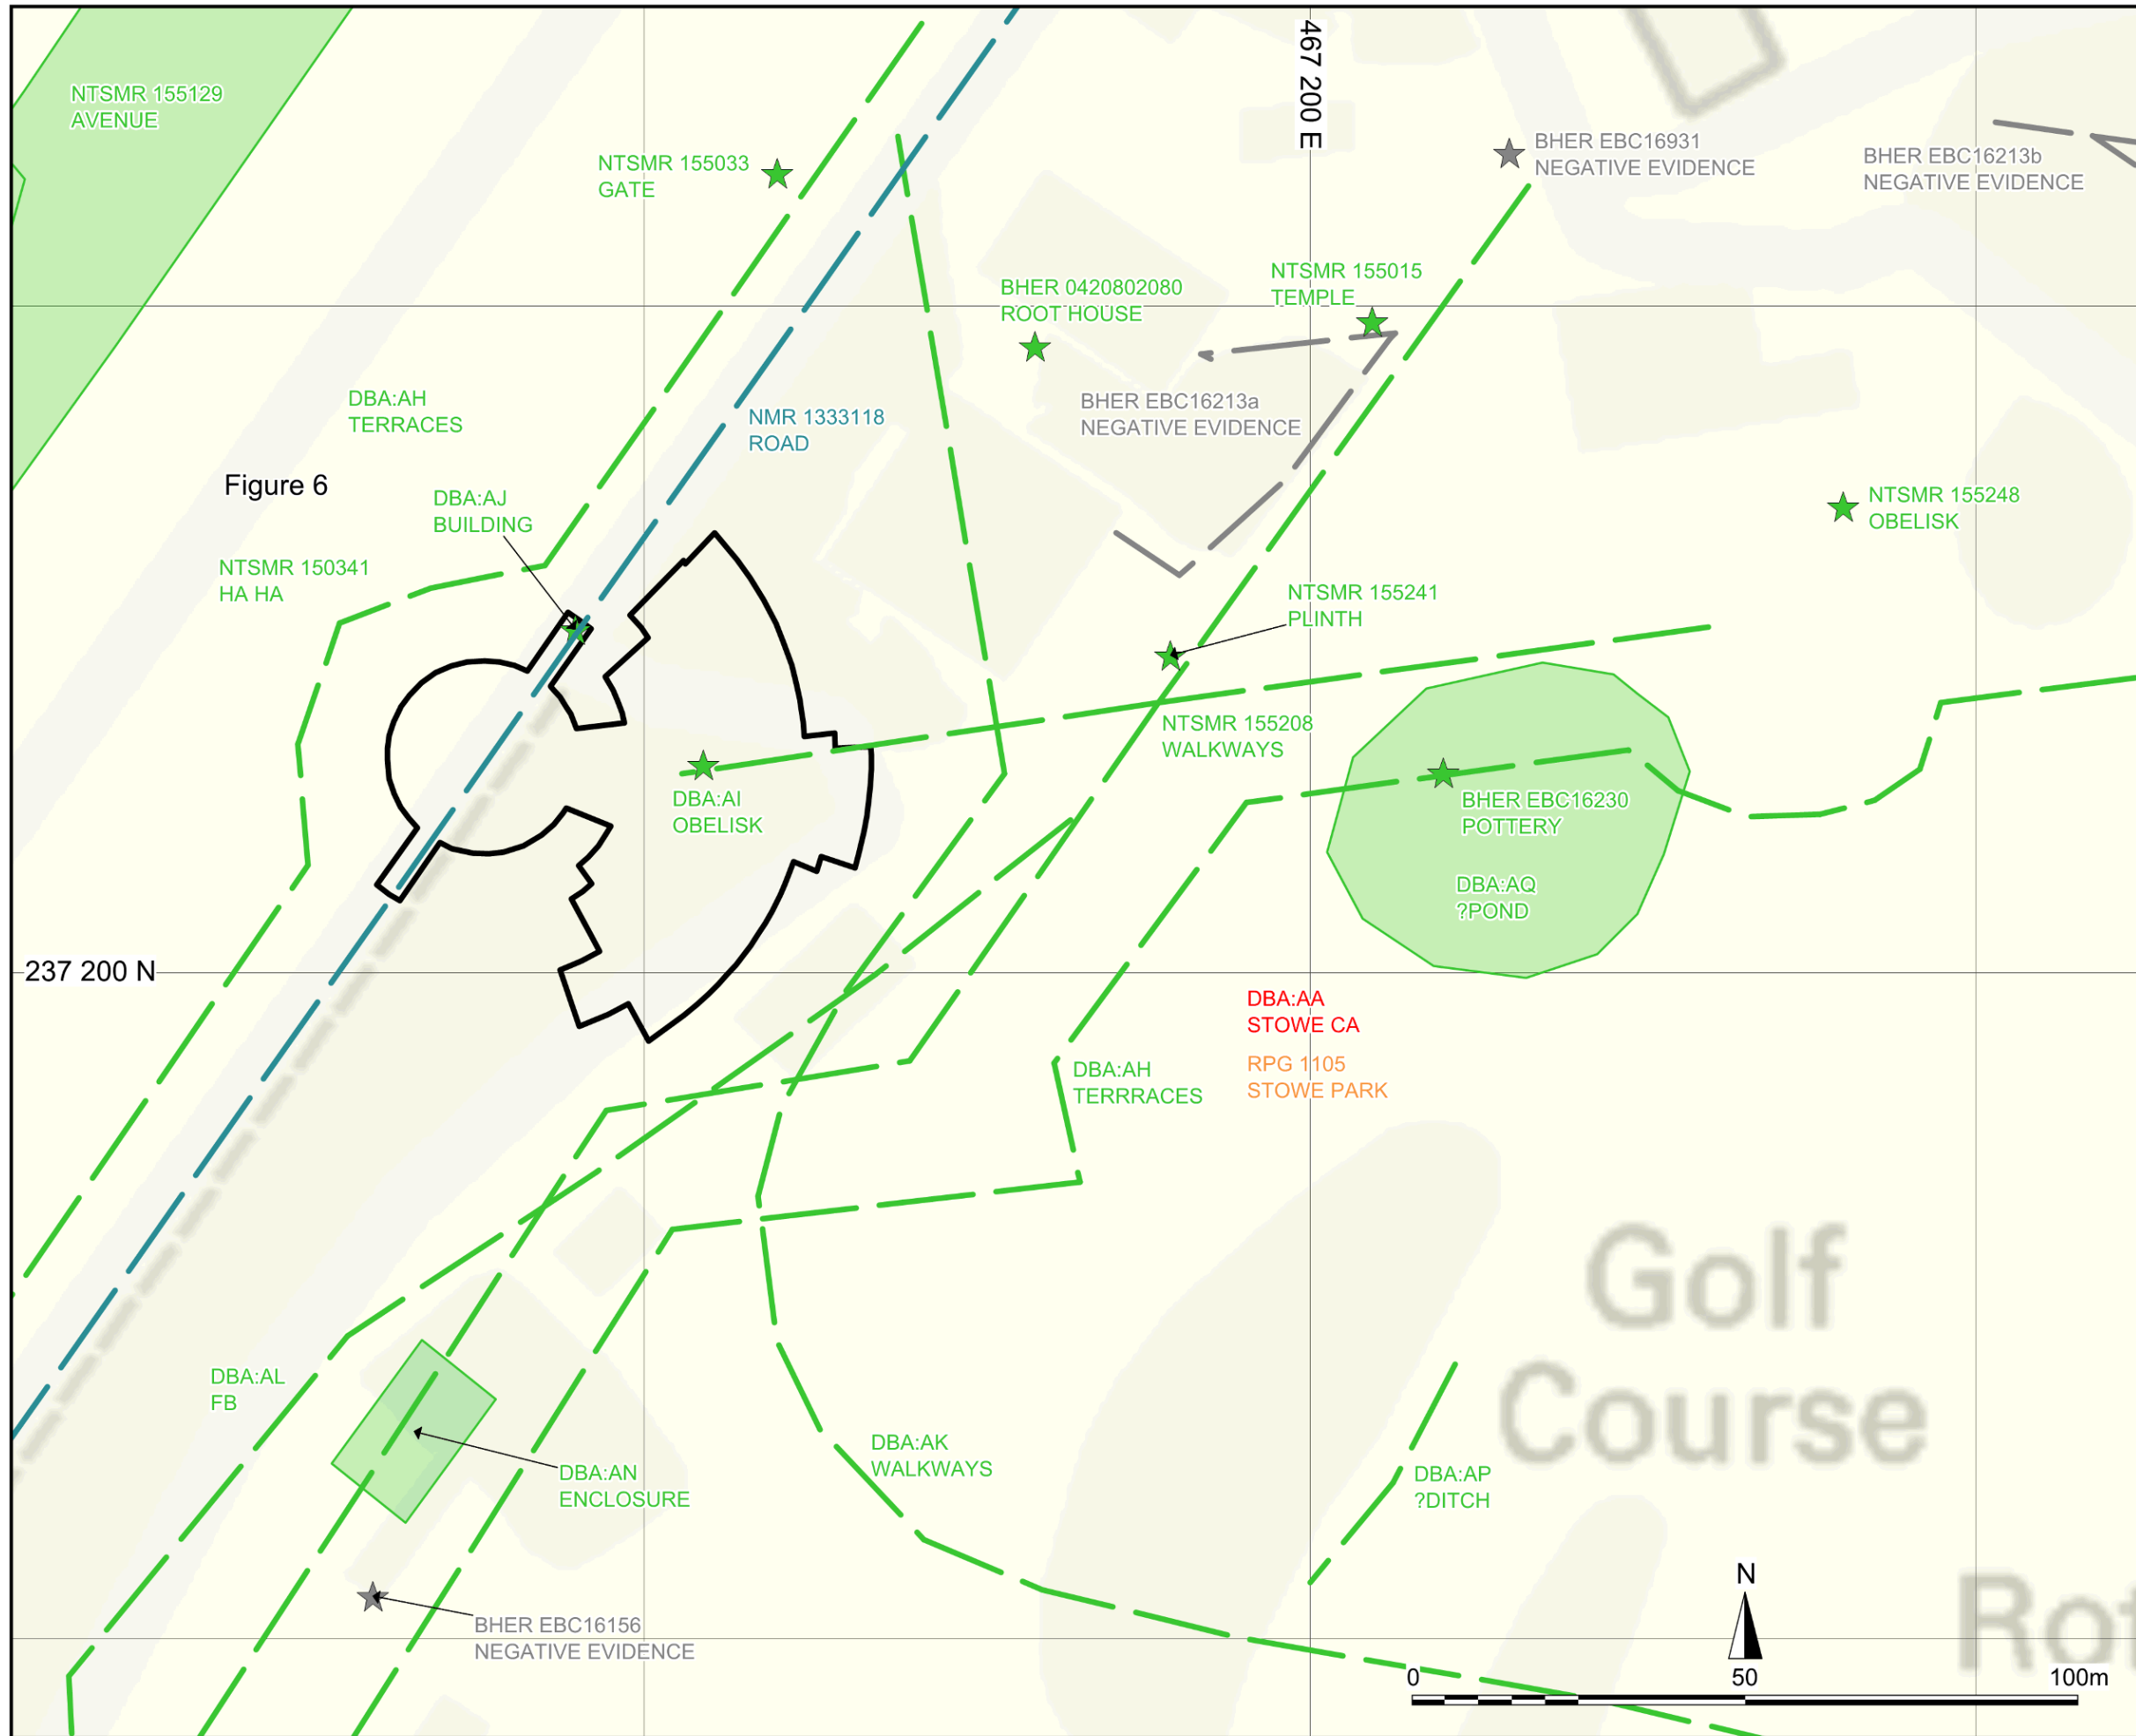 467 200 E
NTSMR 155129
AVENUE
NTSMR 155033
GATE
BHER EBC16931
NEGATIVE EVIDENCE
BHER EBC16213b
NEGATIVE EVIDENCE
BHER 0420802080
ROOT HOUSE
NTSMR 155015
TEMPLE
DBA:AH
TERRACES
NMR 1333118
ROAD
BHER EBC16213a
NEGATIVE EVIDENCE
Figure 6
DBA:AJ
BUILDING
NTSMR 155248
OBELISK
NTSMR 150341
HA HA
NTSMR 155241
PLINTH
NTSMR 155208
WALKWAYS
DBA:AI
OBELISK
BHER EBC16230
POTTERY
DBA:AQ
?POND
237 200 N
DBA:AA
STOWE CA
RPG 1105
STOWE PARK
DBA:AH
TERRRACES
Golf
Course
DBA:AL
FB
DBA:AK
WALKWAYS
DBA:AN
ENCLOSURE
DBA:AP
?DITCH
BHER EBC16156
NEGATIVE EVIDENCE
N
0 50 100m